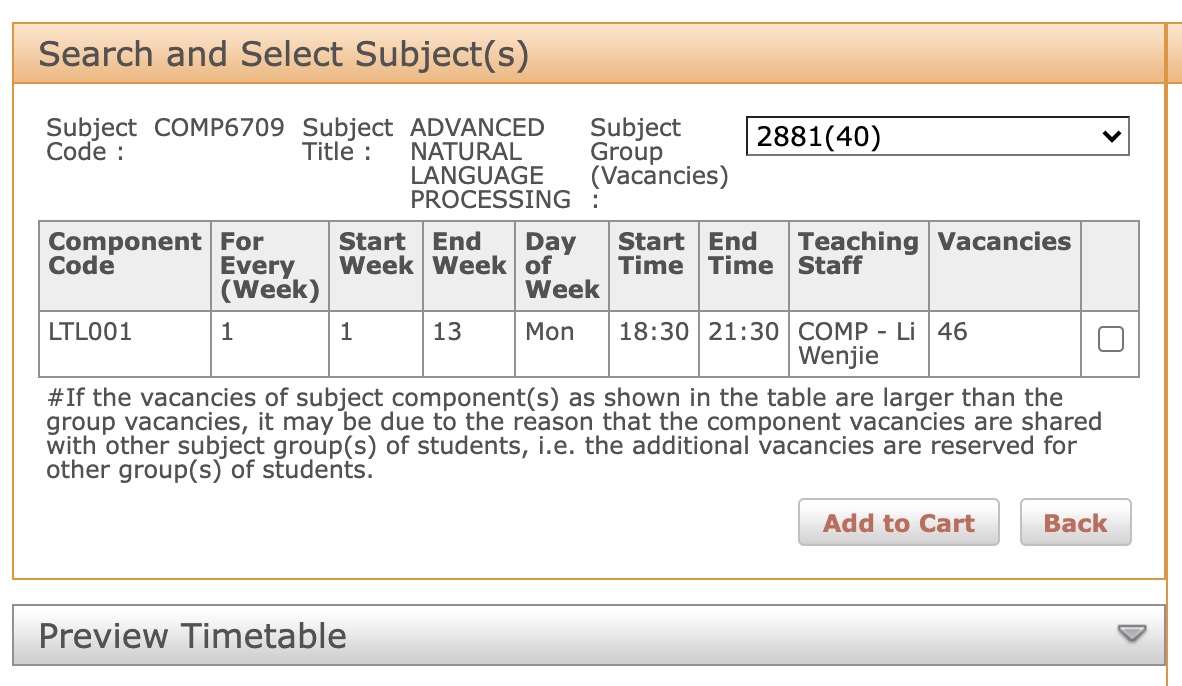 Search and Select Subject(s)
Subject Code : COMP6709 Subject Title : ADVANCED NATURAL LANGUAGE PROCESSING Subject Group (Vacancies) : 2881(40)
Component Code For Every (Week) Start Week End Week Day of Week Start Time End Time Teaching Staff Vacancies
LTL001 1 1 13 Mon 18:30 21:30 COMP - Li Wenjie 46
#If the vacancies of subject component(s) as shown in the table are larger than the
group vacancies, it may be due to the reason that the component vacancies are shared
with other subject group(s) of students, i.e. the additional vacancies are reserved for
other group(s) of students.
Add to Cart Back
Preview Timetable